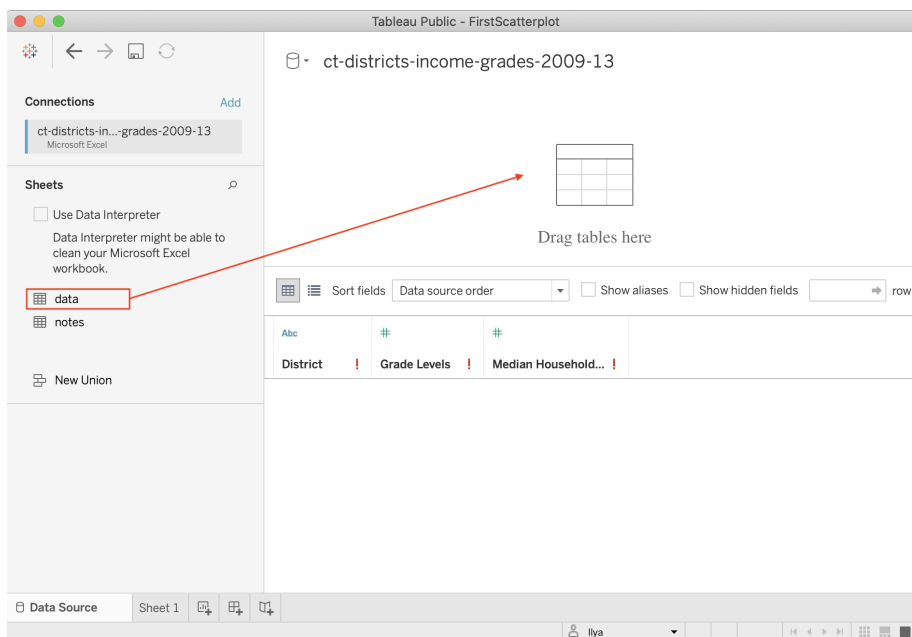 Tableau Public - FirstScatterplot
ct-districts-income-grades-2009-13
Connections
Add
ct-districts-in...-grades-2009-13
Microsoft Excel
Sheets
Use Data Interpreter
Data Interpreter might be able to
clean your Microsoft Excel
workbook.
data
notes
New Union
Drag tables here
Sort fields
Data source order
Show aliases
Show hidden fields
row
Abc
#
#
District !
Grade Levels !
Median Household... !
Data Source
Sheet 1
Ilya